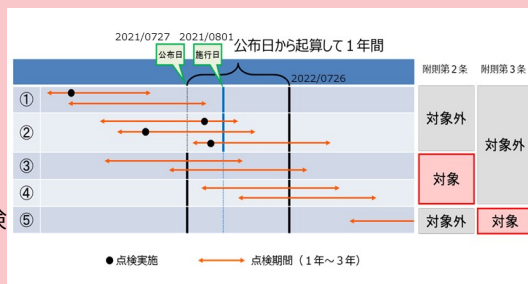 2021/0727 2021/0801
公布日から起算して1年間
公布日 施行日
2022/0726
附則第2条 附則第3条
①
②
③
④
⑤
対象外
対象外
対象
対象外
対象
検
●点検実施 点検期間（1年～3年）